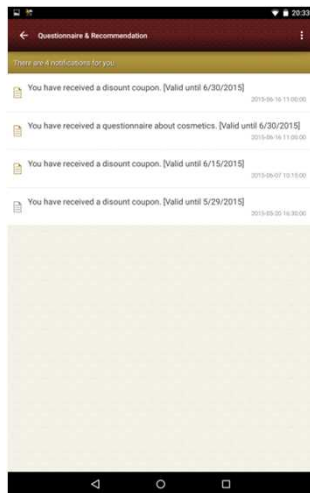 20:33
Questionnaire & Recommendation
There are 4 notifications for you.
You have received a disount coupon. [Valid until 6/30/2015]
2015-06-16 11:00:00
You have received a questionnaire about cosmetics. [Valid until 6/30/2015]
2015-06-16 11:00:00
You have received a disount coupon. [Valid until 6/15/2015]
2015-06-07 10:15:00
You have received a disount coupon. [Valid until 5/29/2015]
2015-05-20 16:30:00